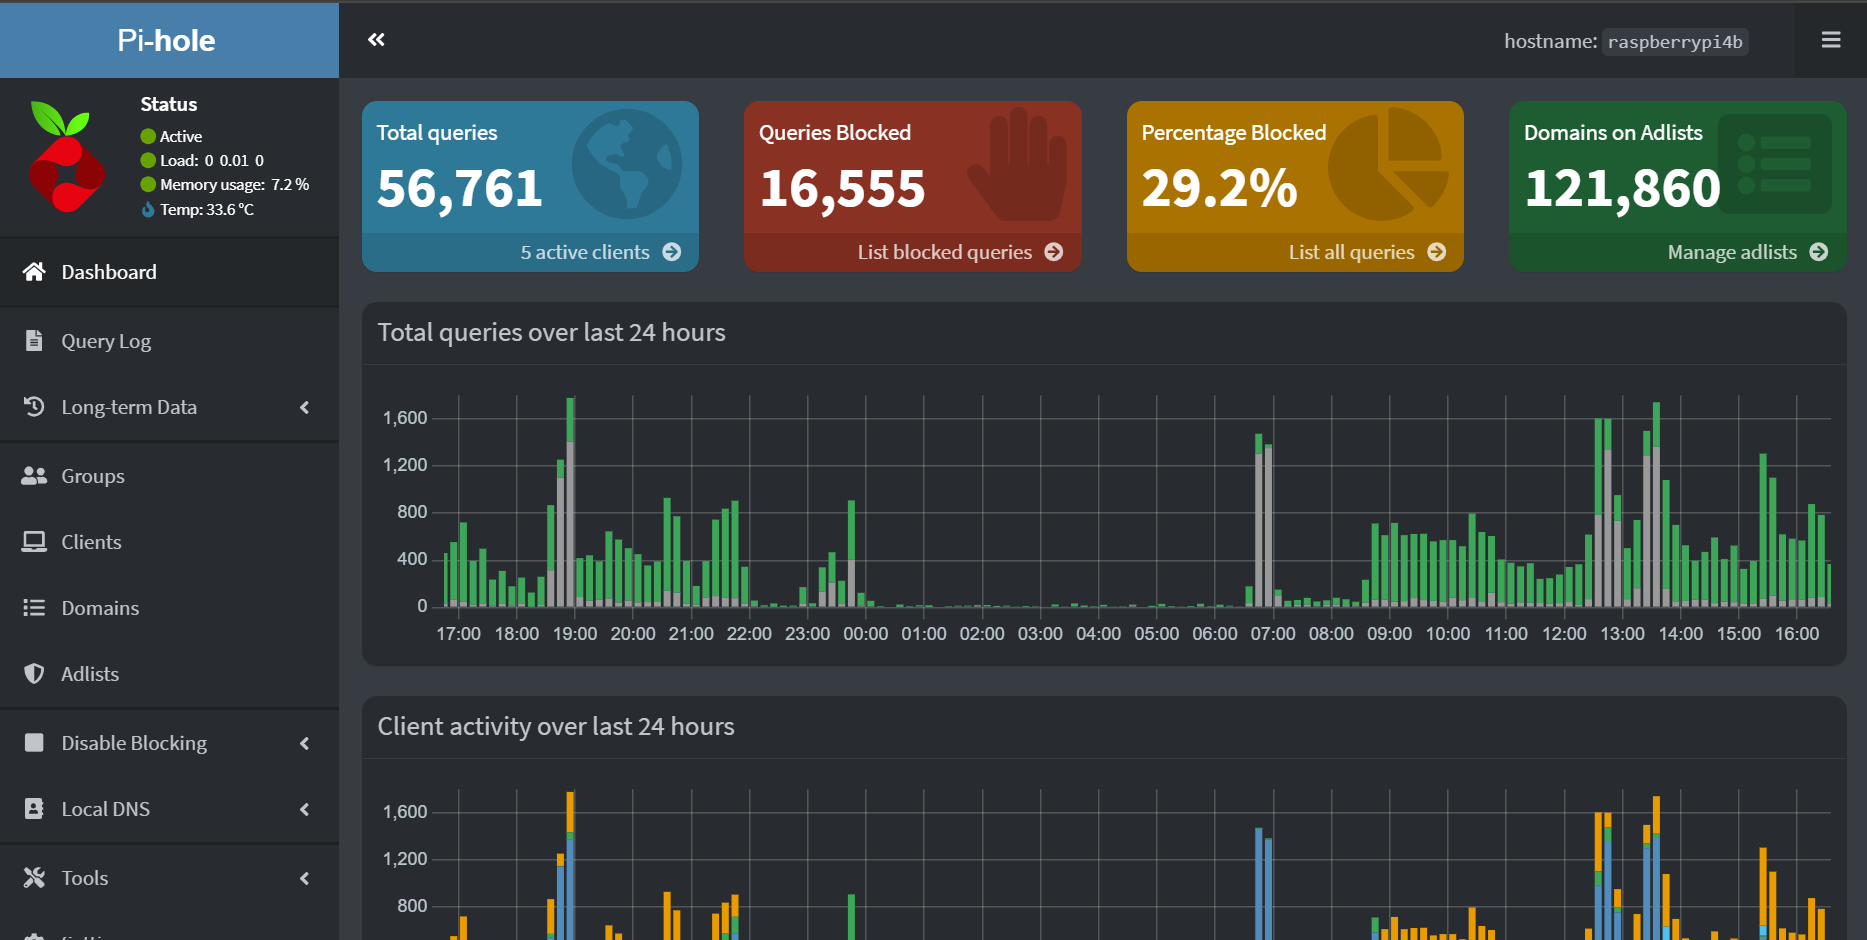 Pi-hole
hostname: raspberrypi4b
Status
Active
Load: 0 0.01 0
Memory usage: 7.2 %
Temp: 33.6 °C
Dashboard
Query Log
Long-term Data
Groups
Clients
Domains
Adlists
Disable Blocking
Local DNS
Tools
Total queries
56,761
5 active clients
Queries Blocked
16,555
List blocked queries
Percentage Blocked
29.2%
List all queries
Domains on Adlists
121,860
Manage adlists
Total queries over last 24 hours
1,600
1,200
800
400
0
17:00 18:00 19:00 20:00 21:00 22:00 23:00 00:00 01:00 02:00 03:00 04:00 05:00 06:00 07:00 08:00 09:00 10:00 11:00 12:00 13:00 14:00 15:00 16:00
Client activity over last 24 hours
1,600
1,200
800